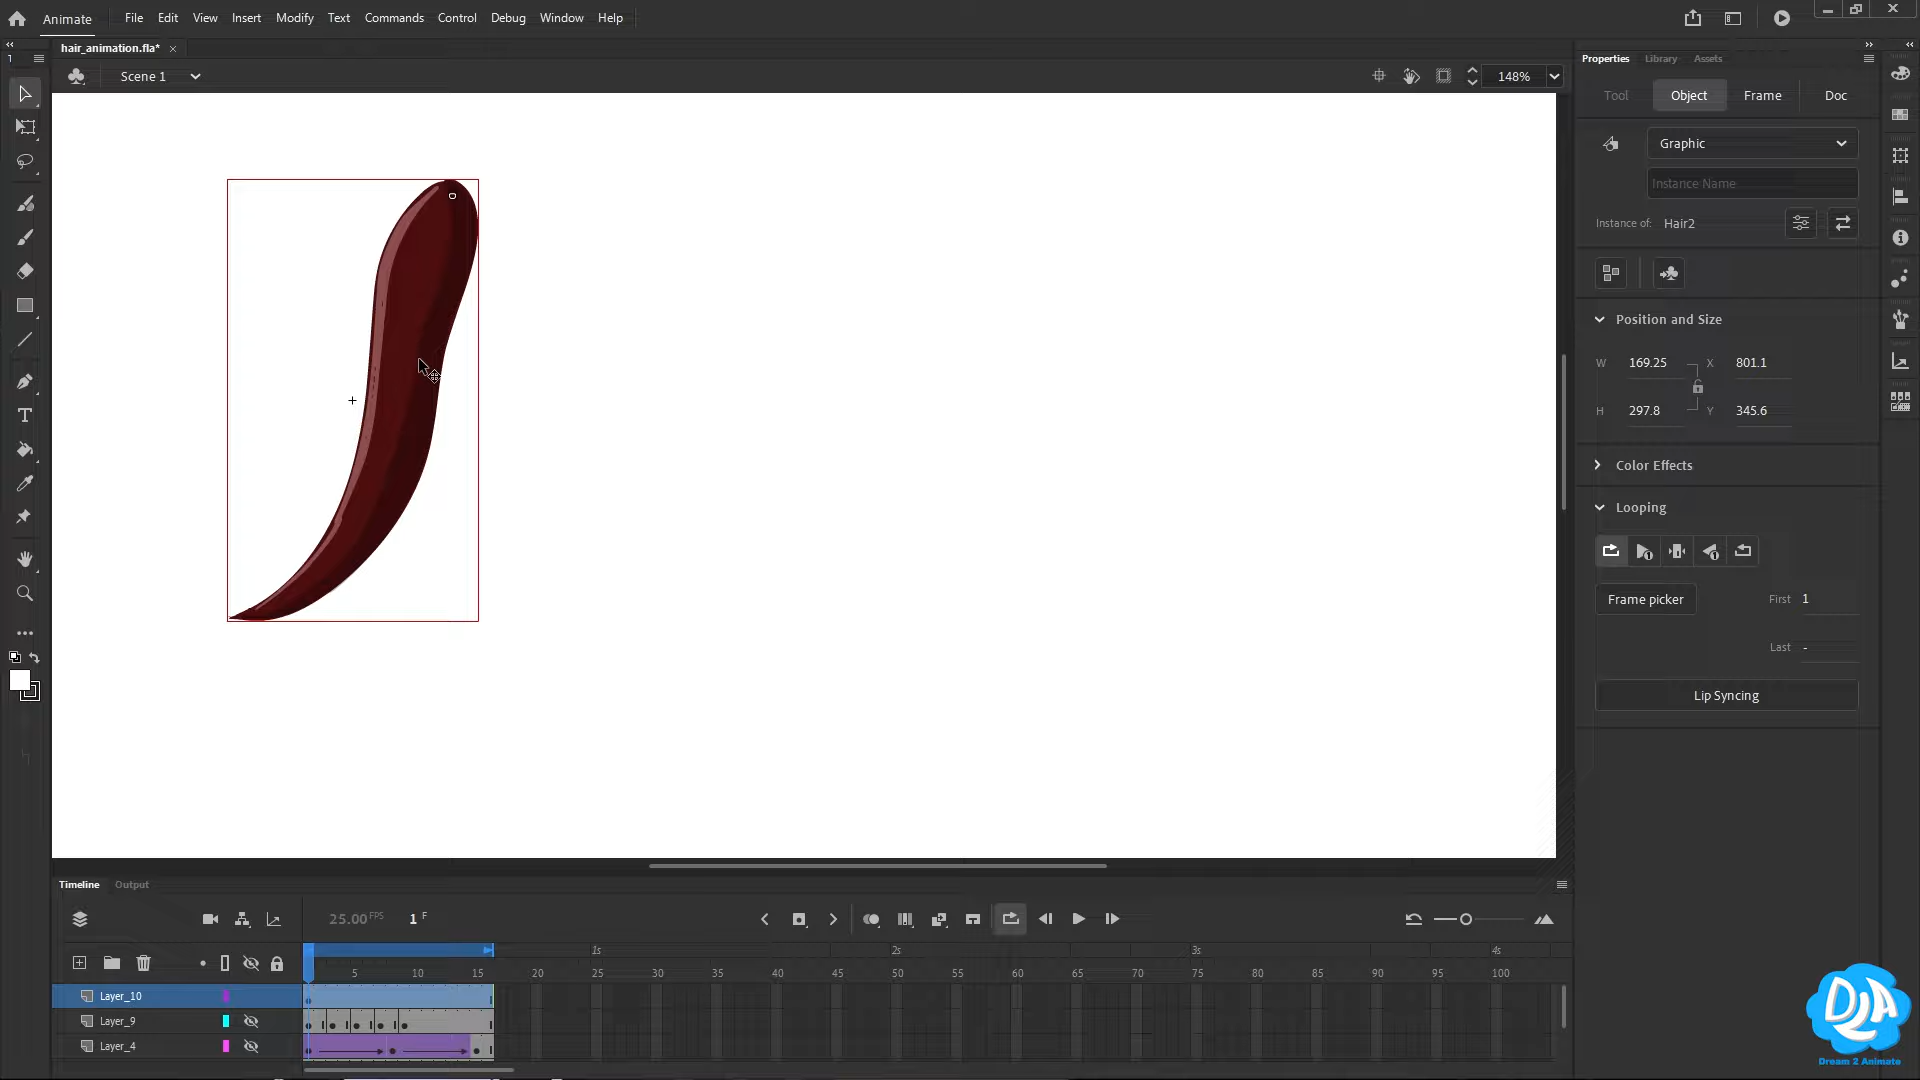 Animate File Edit View Insert Modify Text Commands Control Debug Window Help
hair_animation.fla*
Properties Library Assets
Scene 1
148%
Tool Object Frame Doc
Graphic
Instance Name
Instance of: Hair2
Position and Size
W 169.25 X 801.1
H 297.8 Y 345.6
Color Effects
Looping
Frame picker First 1
Last -
Lip Syncing
Timeline Output
25.00 FPS 1 F
1s 2s 3s 4s
5 10 15 20 25 30 35 40 45 50 55 60 65 70 75 80 85 90 95 100
Layer_10
Layer_9
Layer_4
D2A
Dream 2 Animate